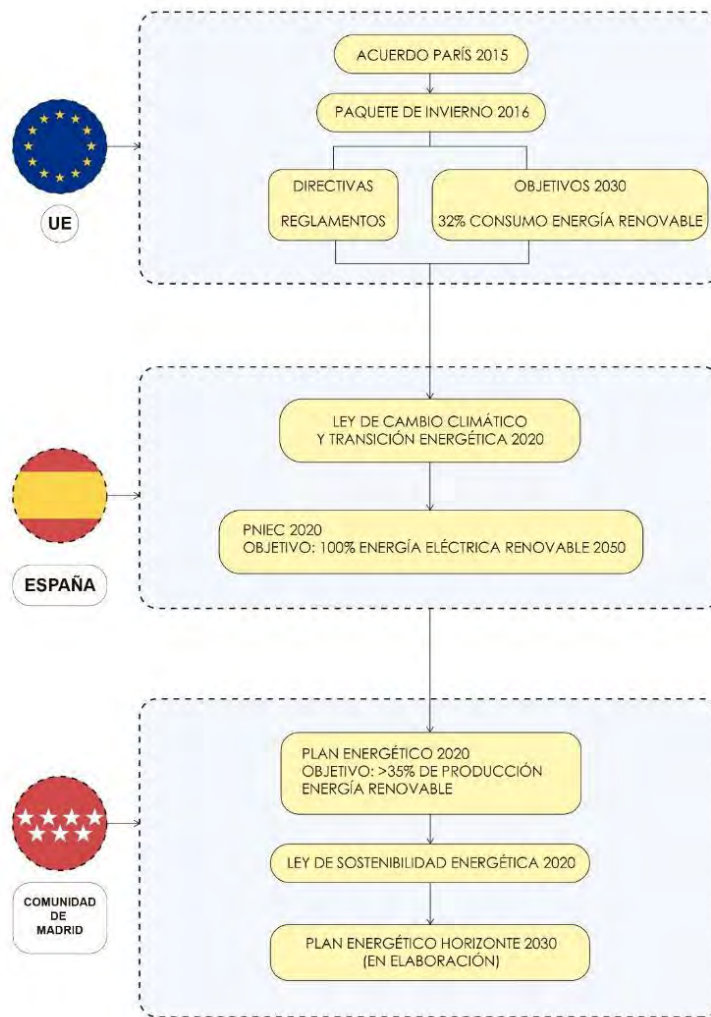 ACUERDO PARÍS 2015
PAQUETE DE INVIERNO 2016
DIRECTIVAS
REGLAMENTOS
OBJETIVOS 2030
32% CONSUMO ENERGÍA RENOVABLE
UE
LEY DE CAMBIO CLIMÁTICO
Y TRANSICIÓN ENERGÉTICA 2020
PNIEC 2020
OBJETIVO: 100% ENERGÍA ELÉCTRICA RENOVABLE 2050
ESPAÑA
PLAN ENERGÉTICO 2020
OBJETIVO: >35% DE PRODUCCIÓN
ENERGÍA RENOVABLE
LEY DE SOSTENIBILIDAD ENERGÉTICA 2020
COMUNIDAD
DE
MADRID
PLAN ENERGÉTICO HORIZONTE 2030
(EN ELABORACIÓN)